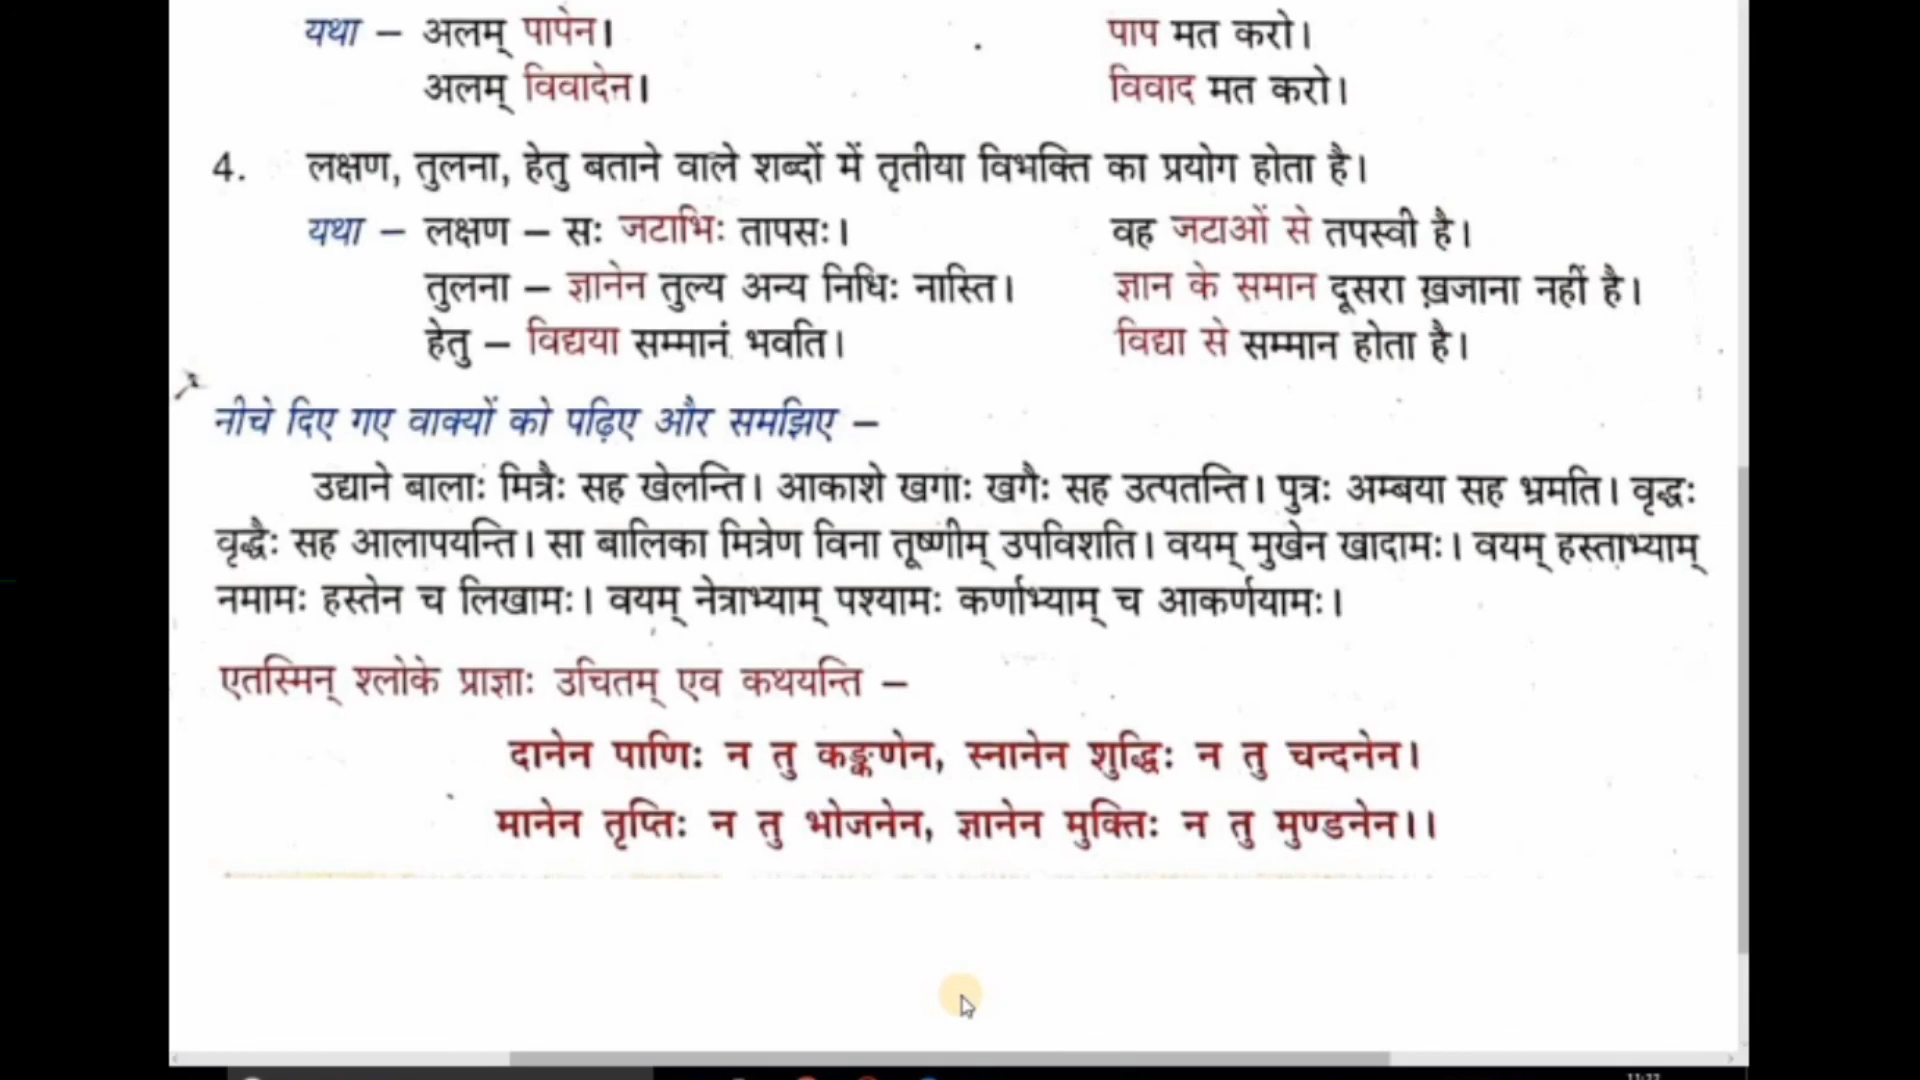 यथा – अलम् पापेन। पाप मत करो।
अलम् विवादेन। विवाद मत करो।
4. लक्षण, तुलना, हेतु बताने वाले शब्दों में तृतीया विभक्ति का प्रयोग होता है।
यथा – लक्षण – सः जटाभिः तापसः। वह जटाओं से तपस्वी है।
तुलना – ज्ञानेन तुल्य अन्य निधिः नास्ति। ज्ञान के समान दूसरा ख़जाना नहीं है।
हेतु – विद्यया सम्मानं भवति। विद्या से सम्मान होता है।
नीचे दिए गए वाक्यों को पढ़िए और समझिए –
उद्याने बालाः मित्रैः सह खेलन्ति। आकाशे खगाः खगैः सह उत्पतन्ति। पुत्रः अम्बया सह भ्रमति। वृद्धः
वृद्धैः सह आलापयन्ति। सा बालिका मित्रेण विना तूष्णीम् उपविशति। वयम् मुखेन खादामः। वयम् हस्ताभ्याम्
नमामः हस्तेन च लिखामः। वयम् नेत्राभ्याम् पश्यामः कर्णाभ्याम् च आकर्णयामः।
एतस्मिन् श्लोके प्राज्ञाः उचितम् एव कथयन्ति –
दानेन पाणिः न तु कङ्कणेन, स्नानेन शुद्धिः न तु चन्दनेन।
मानेन तृप्तिः न तु भोजनेन, ज्ञानेन मुक्तिः न तु मुण्डनेन।।